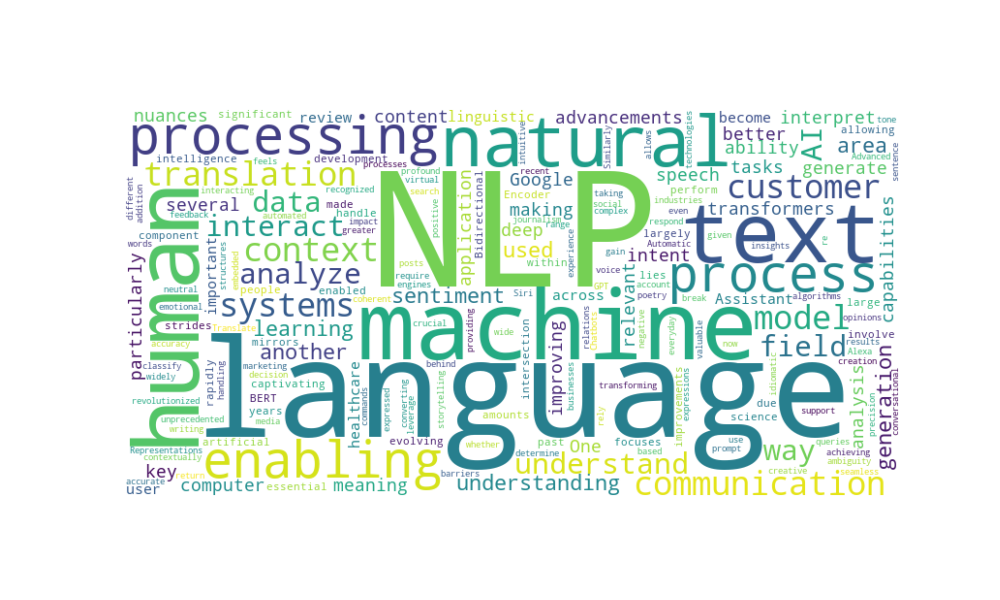 nuances
significant
review
content
linguistic
advancements
become
interpret
tone
processing
natural
better
AI
allowing
area
Advanced
sentence
intelligence
feels
development
processes
profound
recent
intuitive
Similarly
allows
technologies
ability
generate
translation
interacting
recognized
virtual
search
Google
Encoder
speech
tasks
different
addition
several
data
made
positive
NLP
application
Bidirectional
making
taking
social
journalism
complex
perform
industries
customer
transformers
feedback
automated
handle
impact
greater
deep
range
respond
even
given
text
component
words
human
interact
context
used
within
experience
gain
largely
Automatic
insights
re
capabilities
particularly
neutral
emotional
important
structures
embedded
people
enabled
analyze
posts
require
engines
Siri
across
intent
lies
voice
account
process
strides
systems
coherent
sentiment
GPT
poetry
break
Assistant
algorithms
large
opinions
Translate
learning
mirrors
crucial
providing
wide
machine
relations
Chatbots
relevant
negative
everyday
valuable
now
model
involve
results
Alexa
accuracy
classify
widely
another
decision
marketing
captivating
behind
intersection
improving
businesses
transforming
field
creation
conversational
revolutionized
rapidly
handling
BERT
years
media
language
healthcare
commands
expressed
converting
leverage
storytelling
amounts
rely
improvements
expressions
idiomatic
support
precision
analysis
generation
unprecedented
writing
artificial
evolving
whether
past
One
due
science
focuses
based
use
prompt
way
queries
achieving
ambiguity
Representations
contextually
key
return
enabling
barriers
determine
understand
creative
seamless
accurate
user
computer
essential
meaning
understanding
communication